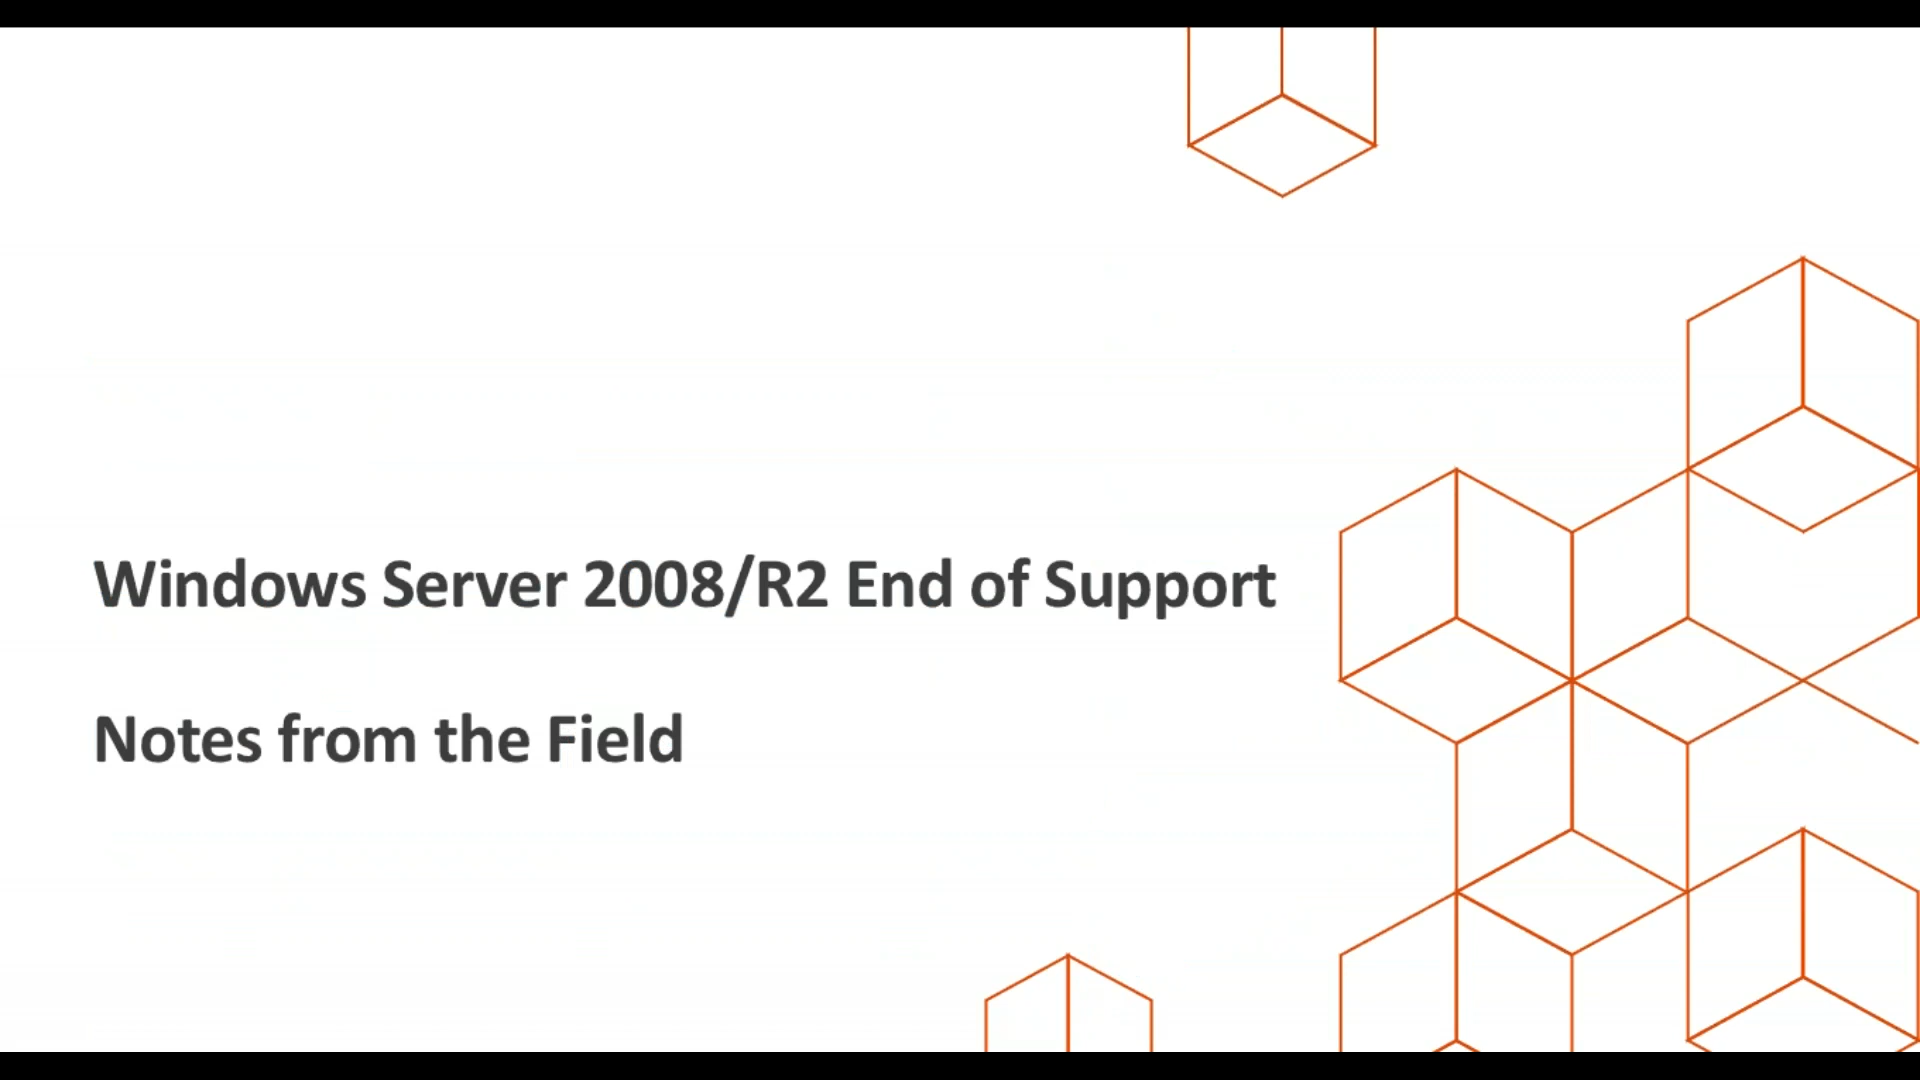 Windows Server 2008/R2 End of Support
Notes from the Field